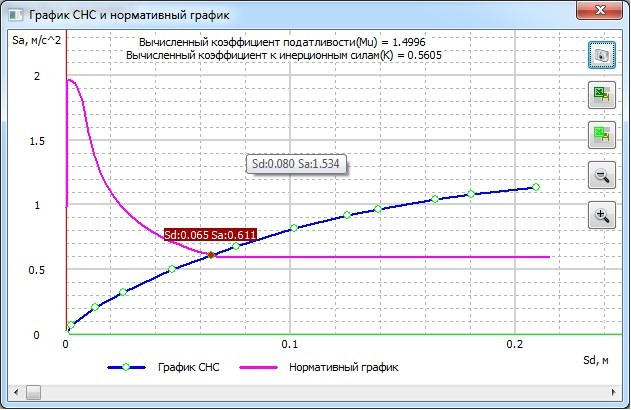 График СНС и нормативный график
Sa, м/с^2
Вычисленный коэффициент податливости(Mu) = 1.4996
Вычисленный коэффициент к инерционным силам(K) = 0.5605
2
1.5
Sd:0.080 Sa:1.534
1
Sd:0.065 Sa:0.611
0.5
0
0
0.1
0.2
Sd, м
График СНС
Нормативный график